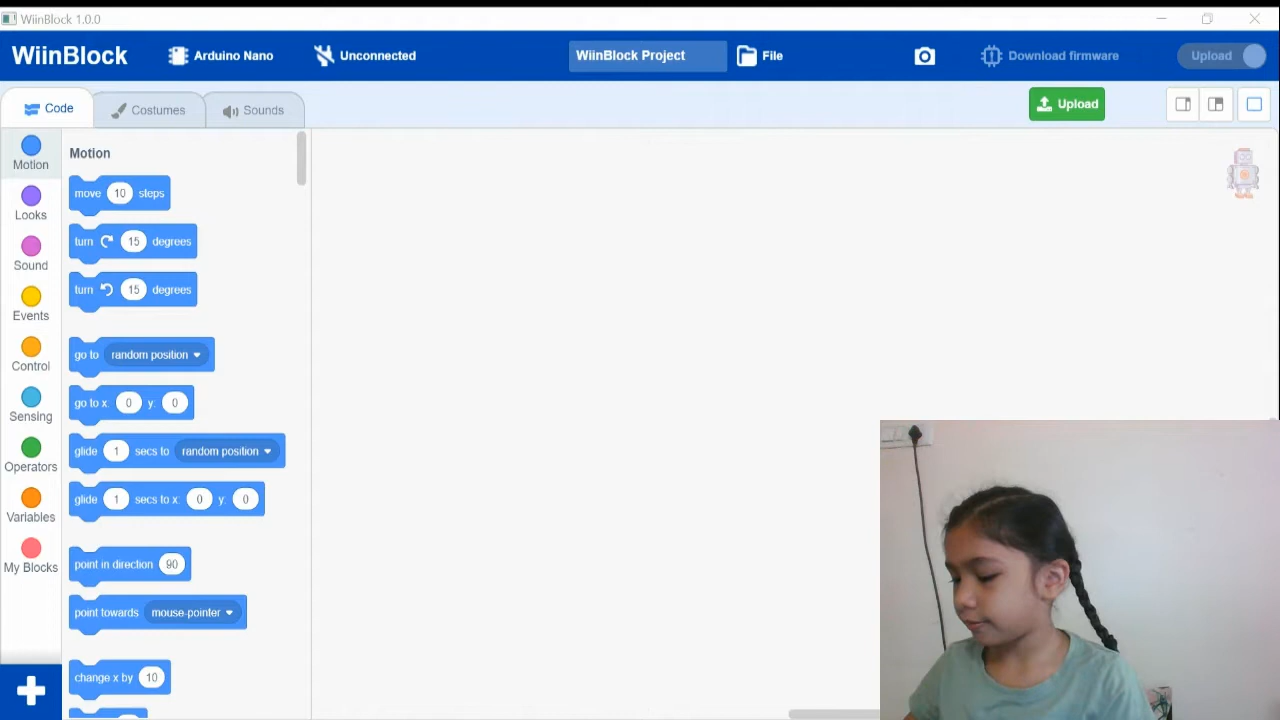 WiinBlock 1.0.0
WiinBlock
Arduino Nano
Unconnected
WiinBlock Project
File
Download firmware
Upload
Code
Costumes
Sounds
Upload
Motion
Looks
Sound
Events
Control
Sensing
Operators
Variables
My Blocks
Motion
move 10 steps
turn 15 degrees
turn 15 degrees
go to random position
go to x: 0 y: 0
glide 1 secs to random position
glide 1 secs to x: 0 y: 0
point in direction 90
point towards mouse-pointer
change x by 10